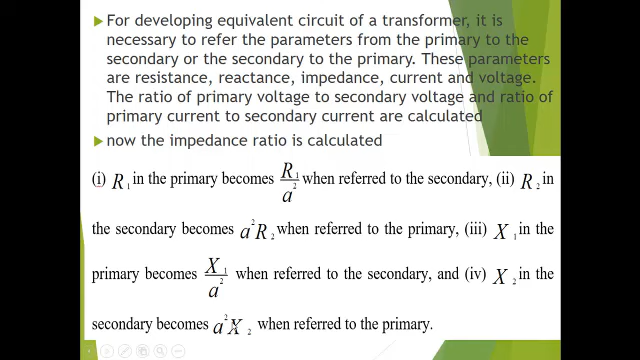 For developing equivalent circuit of a transformer, it is
necessary to refer the parameters from the primary to the
secondary or the secondary to the primary. These parameters
are resistance, reactance, impedance, current and voltage.
The ratio of primary voltage to secondary voltage and ratio of
primary current to secondary current are calculated
now the impedance ratio is calculated
(i) R₁ in the primary becomes R₁/a² when referred to the secondary, (ii) R₂ in
the secondary becomes a²R₂ when referred to the primary, (iii) X₁ in the
primary becomes X₁/a² when referred to the secondary, and (iv) X₂ in the
secondary becomes a²X₂ when referred to the primary.